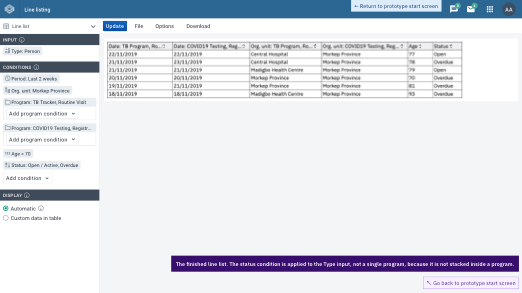 Line listing
← Return to prototype start screen
AA
Line list
Update File Options Download
INPUT
Type: Person
CONDITIONS
Period: Last 2 weeks
Org. unit: Morkep Province
Program: TB Tracker, Routine Visit
Add program condition
Program: COVID19 Testing, Registr...
Add program condition
Age > 70
Status: Open / Active, Overdue
Add condition
DISPLAY
Automatic
Custom data in table
Date: TB Program, Ro... Date: COVID19 Testing, Reg... Org. unit: TB Program, Ro... Org. unit: COVID19 Testing, Reg... Age Status
22/11/2019 22/11/2019 Central Hospital Morkep Province 77 Open
21/11/2019 23/11/2019 Central Hospital Morkep Province 78 Overdue
21/11/2019 21/11/2019 Madigbo Health Centre Morkep Province 79 Open
20/11/2019 20/11/2019 Morkep Province Morkep Province 70 Overdue
19/11/2019 21/11/2019 Morkep Province Morkep Province 81 Overdue
18/11/2019 18/11/2019 Madigbo Health Centre Morkep Province 92 Overdue
The finished line list. The status condition is applied to the Type input, not a single program, because it is not stacked inside a program.
Go back to prototype start screen